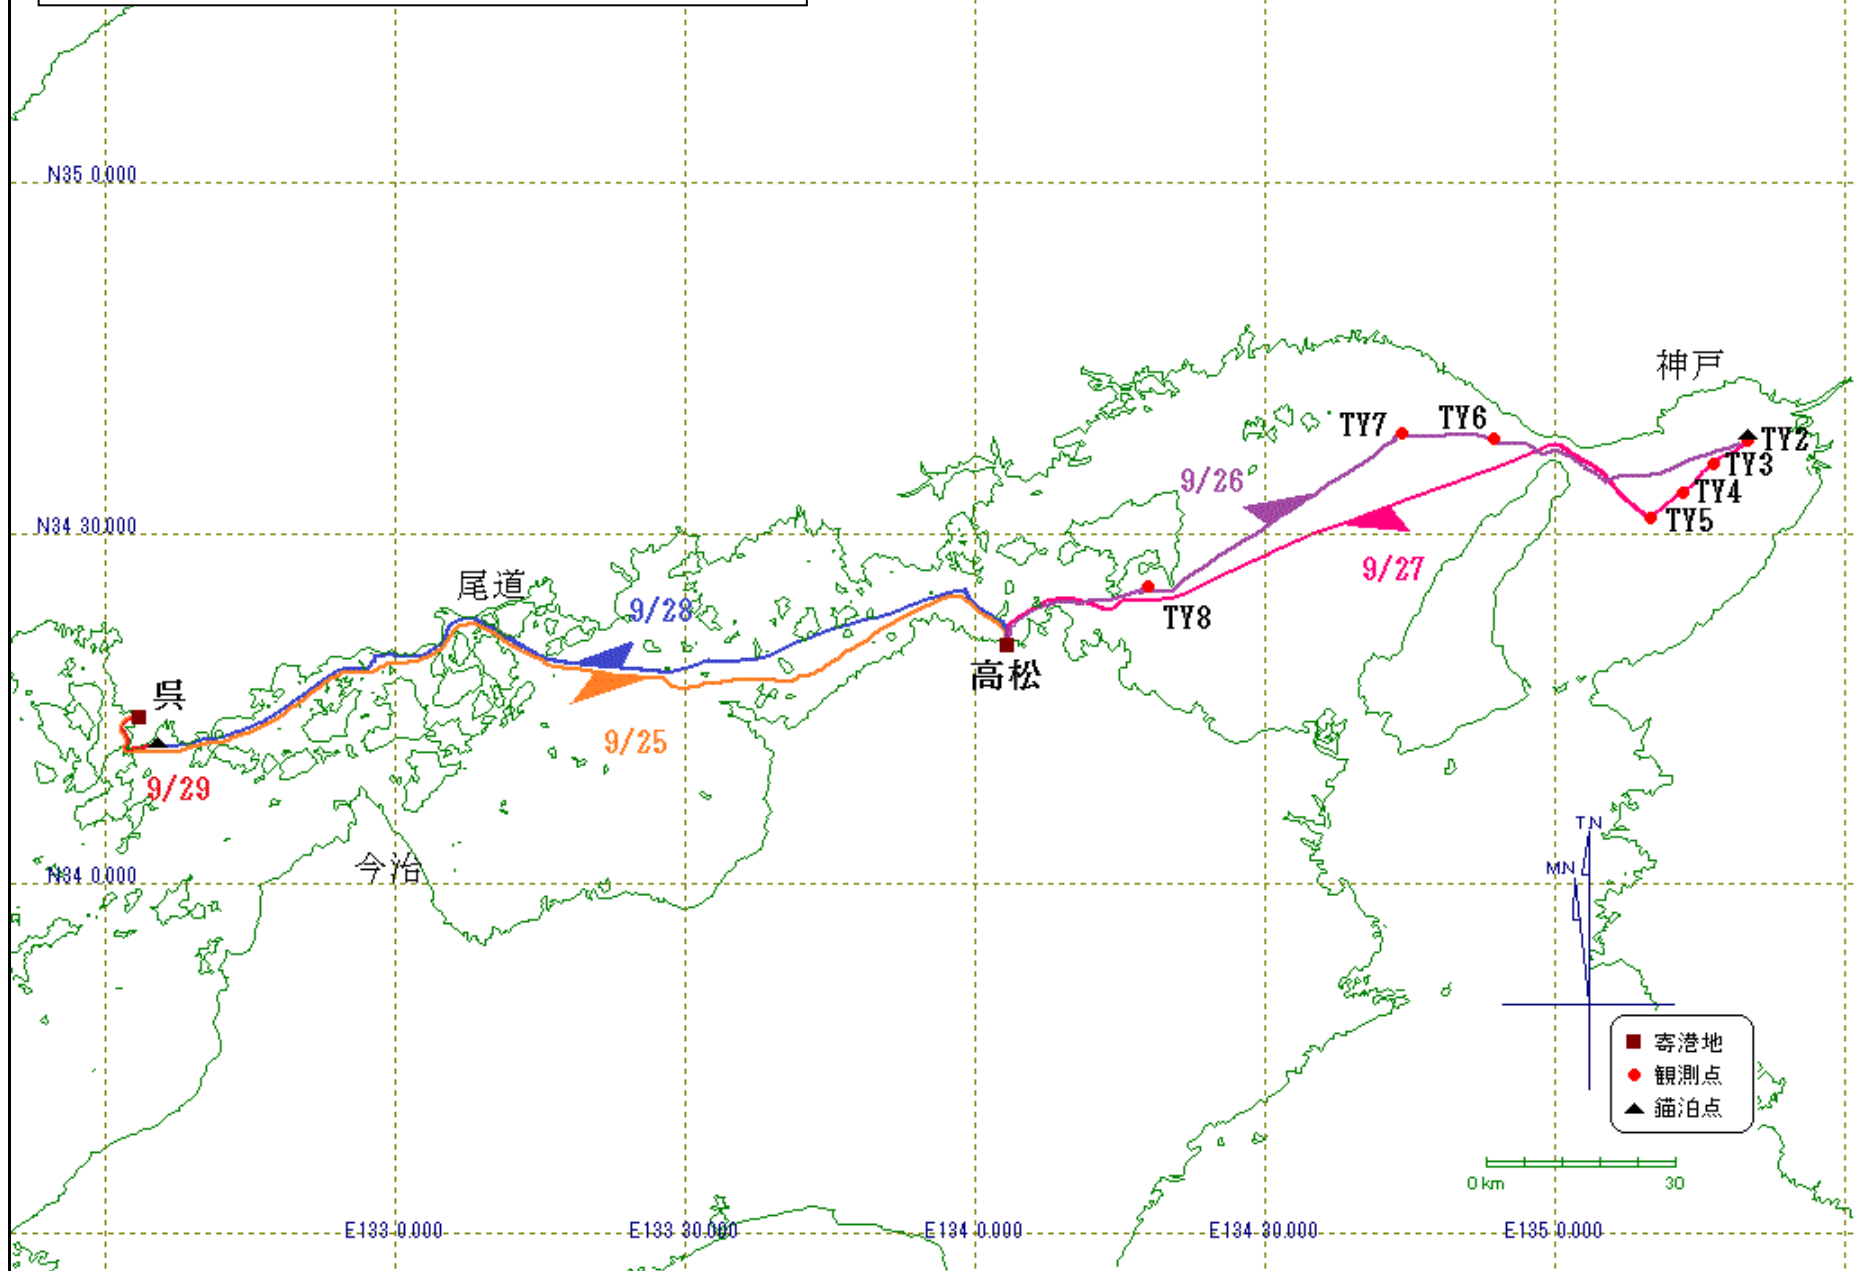 N35 0.000
神戸
TY7
TY6
TY2
TY3
9/26
TY4
TY5
N34 30.000
9/27
尾道
9/28
TY8
高松
呉
9/25
9/29
今治
N34 0.000
TN
MN
寄港地
観測点
錨泊点
0 km 30
E133 0.000
E133 30.000
E134 0.000
E134 30.000
E135 0.000